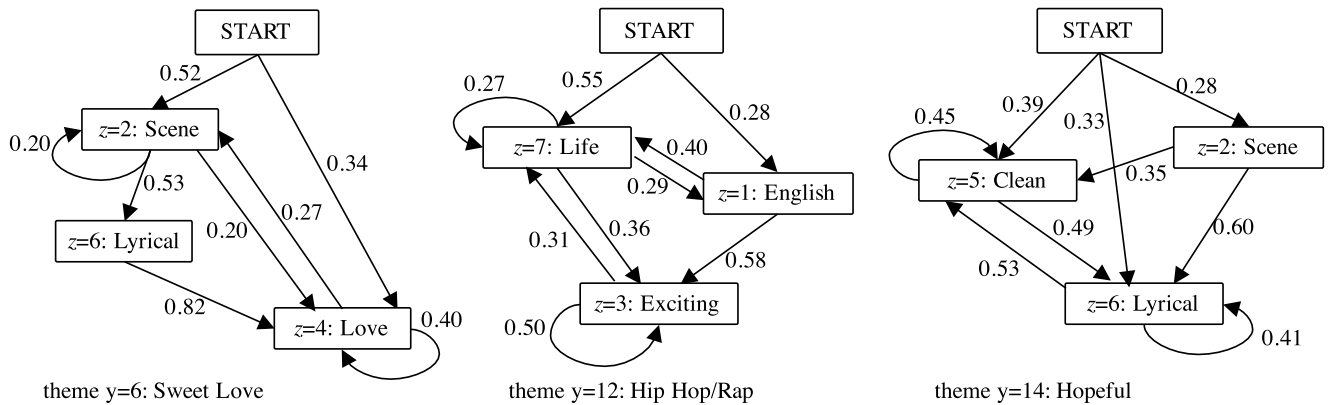 START
0.52
z=2: Scene
0.20
0.53
0.34
z=6: Lyrical
0.20
0.27
0.82
z=4: Love
0.40
theme y=6: Sweet Love
START
0.55
0.28
0.27
z=7: Life
0.40
0.29
z=1: English
0.31
0.36
0.58
z=3: Exciting
0.50
theme y=12: Hip Hop/Rap
START
0.39
0.33
0.28
0.45
z=2: Scene
z=5: Clean
0.35
0.49
0.60
0.53
z=6: Lyrical
0.41
theme y=14: Hopeful